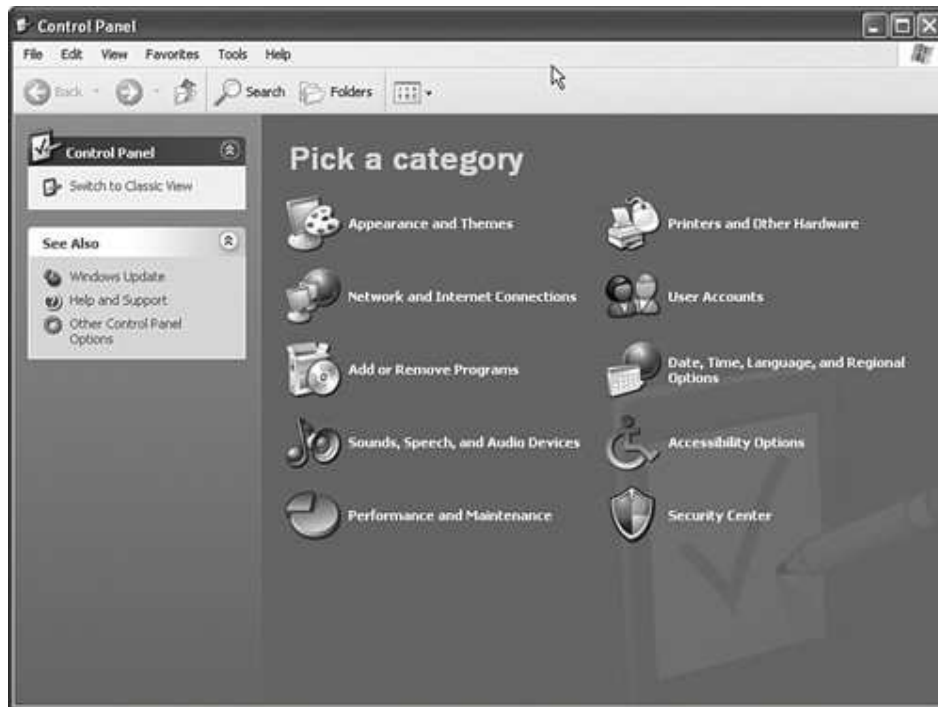 Control Panel
File Edit View Favorites Tools Help
Back Search Folders
Control Panel
Switch to Classic View
See Also
Windows Update
Help and Support
Other Control Panel
Options
Pick a category
Appearance and Themes
Printers and Other Hardware
Network and Internet Connections
User Accounts
Add or Remove Programs
Date, Time, Language, and Regional
Options
Sounds, Speech, and Audio Devices
Accessibility Options
Performance and Maintenance
Security Center